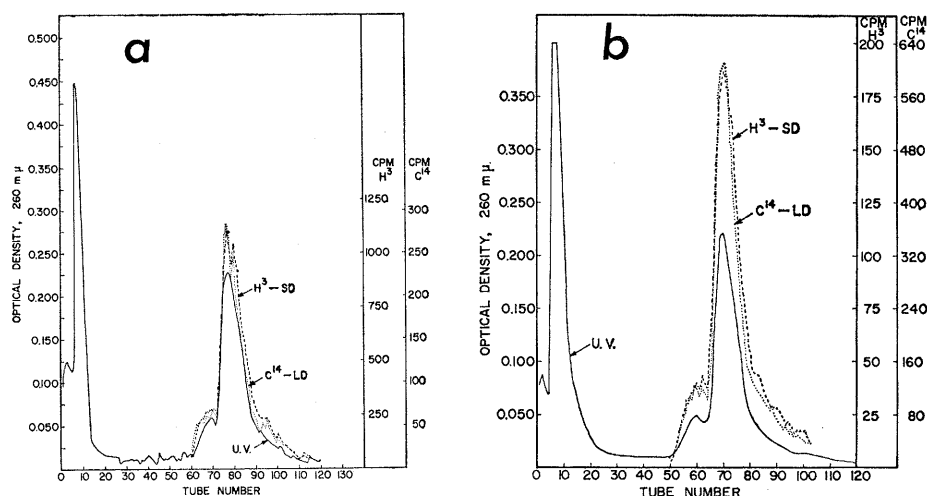 a
OPTICAL DENSITY, 260 mμ
0.500
0.450
0.400
0.350
0.300
0.250
0.200
0.150
0.100
0.050
CPM H³
1250
1000
750
500
250
CPM C¹⁴
300
250
200
150
100
50
H³-SD
C¹⁴-LD
U.V.
0 10 20 30 40 50 60 70 80 90 100 110 120 130
TUBE NUMBER
b
OPTICAL DENSITY, 260 mμ.
0.350
0.300
0.250
0.200
0.150
0.100
0.050
CPM H³
200
175
150
125
100
75
50
25
CPM C¹⁴
640
560
480
400
320
240
160
80
H³-SD
C¹⁴-LD
U.V.
0 10 20 30 40 50 60 70 80 90 100 110 120
TUBE NUMBER